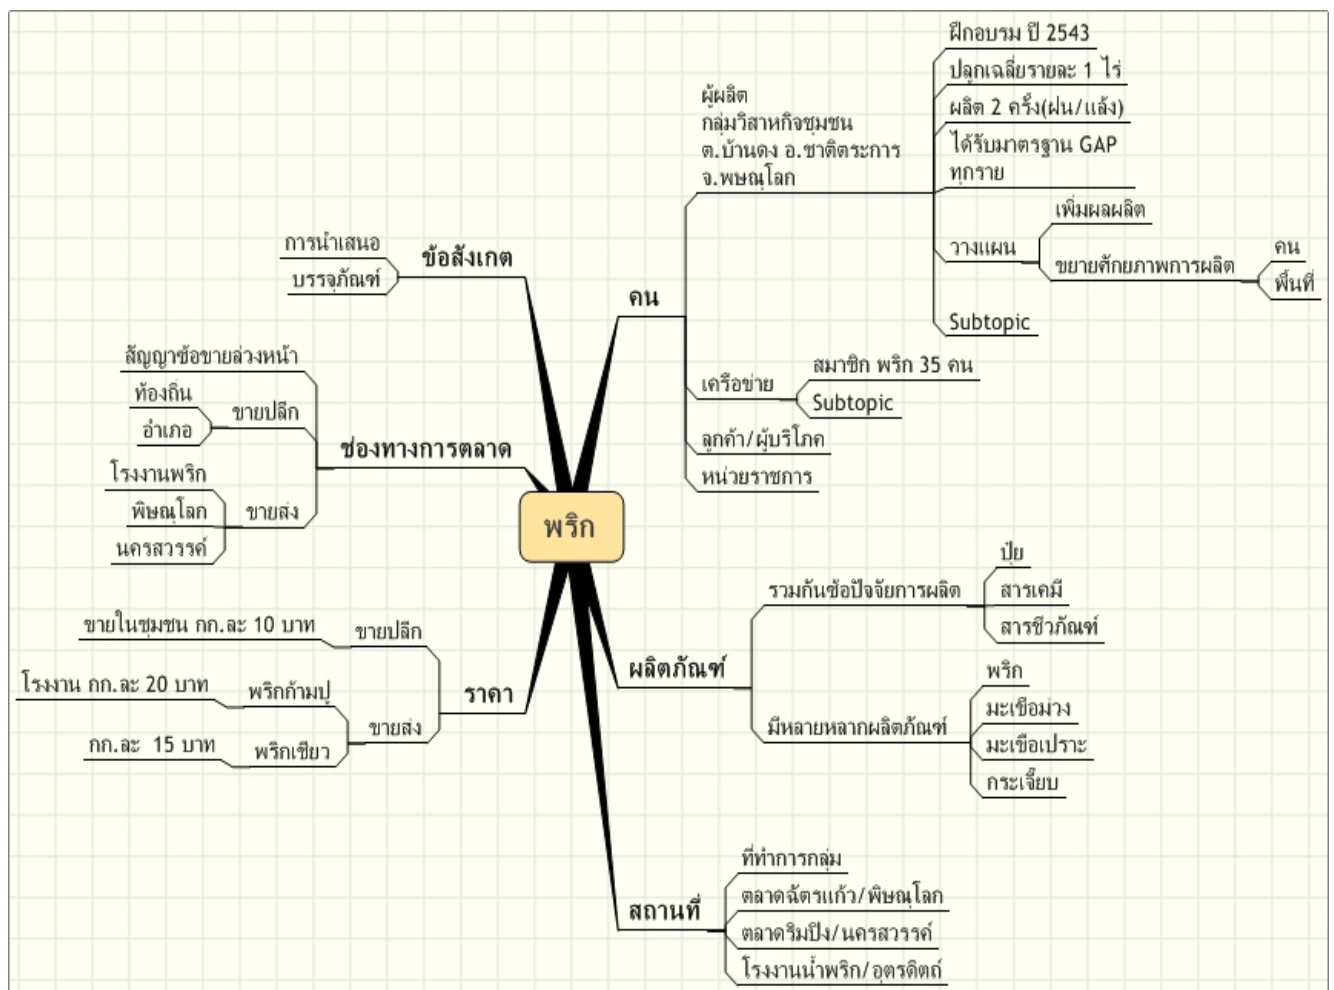 ฝึกอบรม ปี 2543
ปลูกเฉลี่ยรายละ 1 ไร่
ผู้ผลิต
ผลิต 2 ครั้ง(ฝน/แล้ง)
กลุ่มวิสาหกิจชุมชน
ต.บ้านดง อ.ชาติตระการ
ได้รับมาตรฐาน GAP
ทุกราย
จ.พษณุโลก
เพิ่มผลผลิต
วางแผน
ขยายศักยภาพการผลิต
คน
พื้นที่
Subtopic
คน
เครือข่าย
สมาชิก พริก 35 คน
Subtopic
ลูกค้า/ผู้บริโภค
หน่วยราชการ
การนำเสนอ
บรรจุภัณฑ์
ข้อสังเกต
สัญญาซื้อขายล่วงหน้า
ท้องถิ่น
อำเภอ
ขายปลีก
ช่องทางการตลาด
โรงงานพริก
พิษณุโลก
นครสวรรค์
ขายส่ง
พริก
ขายในชุมชน กก.ละ 10 บาท
ขายปลีก
ราคา
โรงงาน กก.ละ 20 บาท
พริกก้ามปู
ขายส่ง
กก.ละ 15 บาท
พริกเขียว
ผลิตภัณฑ์
รวมกันซื้อปัจจัยการผลิต
ปุ๋ย
สารเคมี
สารชีวภัณฑ์
มีหลายหลากผลิตภัณฑ์
พริก
มะเขือม่วง
มะเขือเปราะ
กระเจี๊ยบ
สถานที่
ที่ทำการกลุ่ม
ตลาดฉัตรแก้ว/พิษณุโลก
ตลาดริมปิง/นครสวรรค์
โรงงานน้ำพริก/อุตรดิตถ์